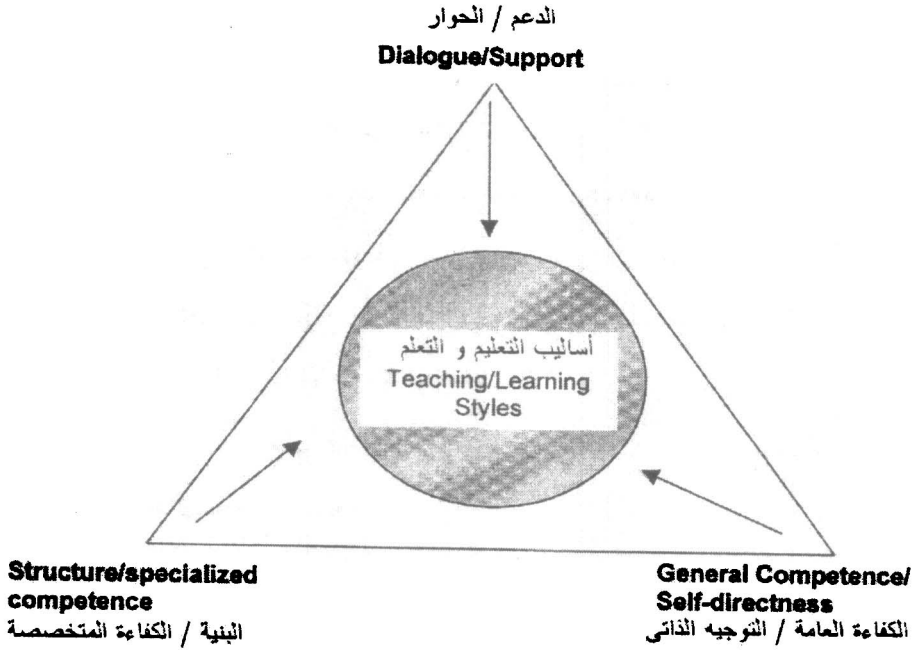 الدعم / الحوار
Dialogue/Support
أساليب التعليم و التعلم
Teaching/Learning
Styles
Structure/specialized
competence
البنية / الكفاءة المتخصصة
General Competence/
Self-directness
الكفاءة العامة / التوجيه الذاتى